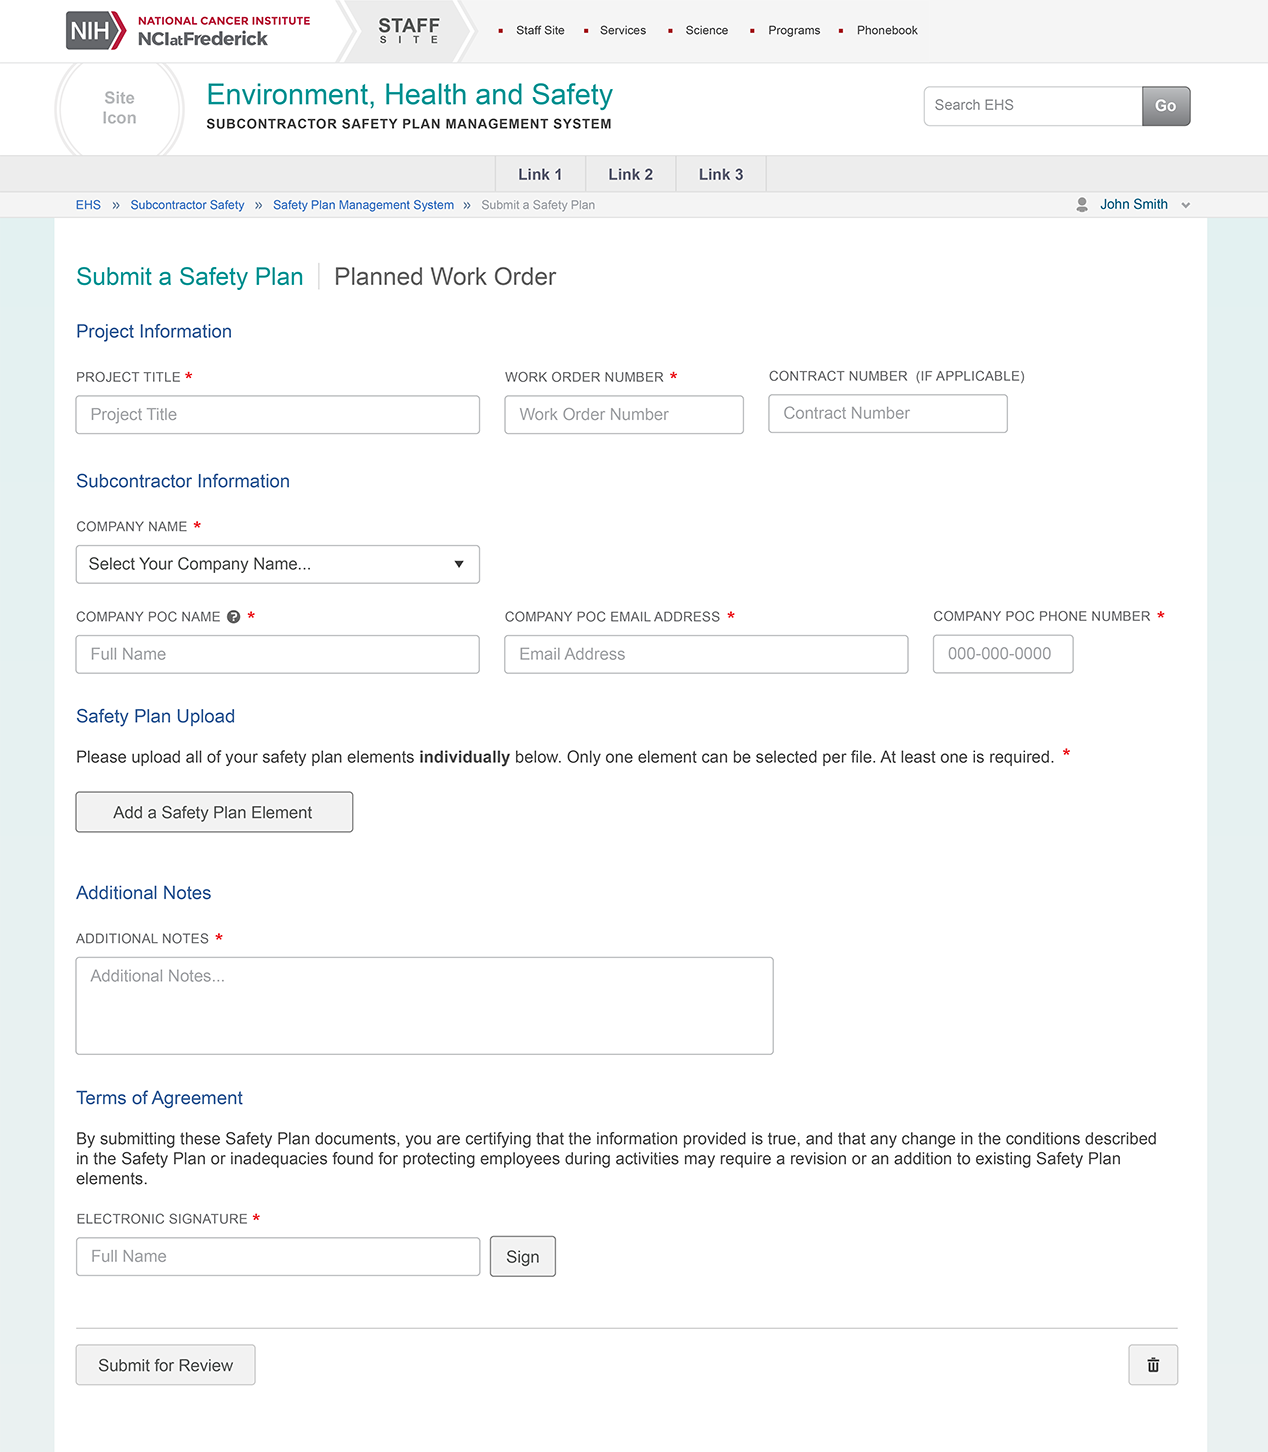 NIH NATIONAL CANCER INSTITUTE
NCIatFrederick
STAFF
SITE
Staff Site
Services
Science
Programs
Phonebook
Site
Icon
Environment, Health and Safety
SUBCONTRACTOR SAFETY PLAN MANAGEMENT SYSTEM
Search EHS
Go
Link 1
Link 2
Link 3
EHS » Subcontractor Safety » Safety Plan Management System » Submit a Safety Plan
John Smith
Submit a Safety Plan
Planned Work Order
Project Information
PROJECT TITLE *
WORK ORDER NUMBER *
CONTRACT NUMBER (IF APPLICABLE)
Project Title
Work Order Number
Contract Number
Subcontractor Information
COMPANY NAME *
Select Your Company Name...
COMPANY POC NAME ? *
COMPANY POC EMAIL ADDRESS *
COMPANY POC PHONE NUMBER *
Full Name
Email Address
000-000-0000
Safety Plan Upload
Please upload all of your safety plan elements individually below. Only one element can be selected per file. At least one is required. *
Add a Safety Plan Element
Additional Notes
ADDITIONAL NOTES *
Additional Notes...
Terms of Agreement
By submitting these Safety Plan documents, you are certifying that the information provided is true, and that any change in the conditions described
in the Safety Plan or inadequacies found for protecting employees during activities may require a revision or an addition to existing Safety Plan
elements.
ELECTRONIC SIGNATURE *
Full Name
Sign
Submit for Review